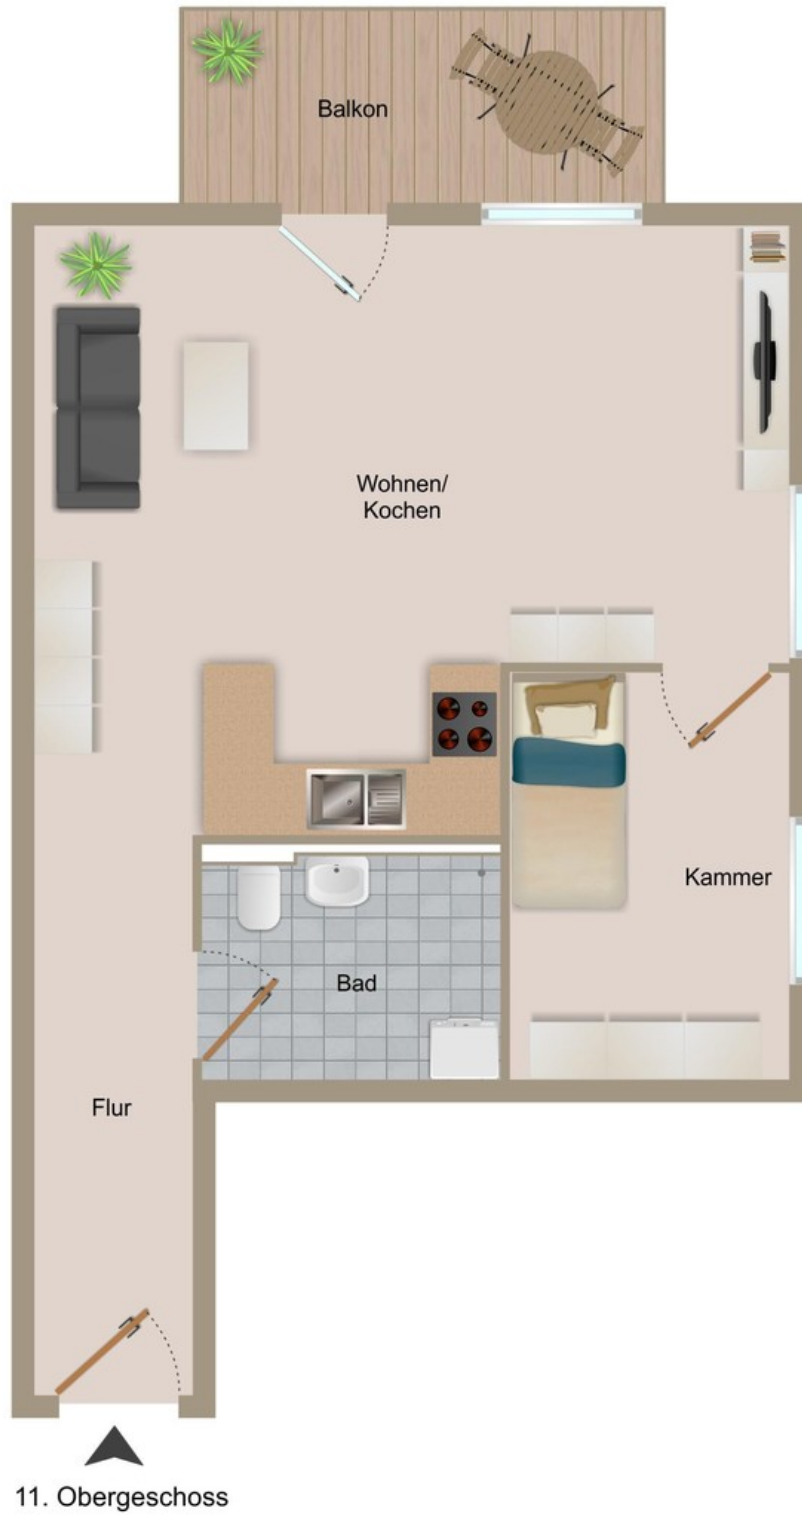 Balkon
Wohnen/
Kochen
Kammer
Bad
Flur
11. Obergeschoss